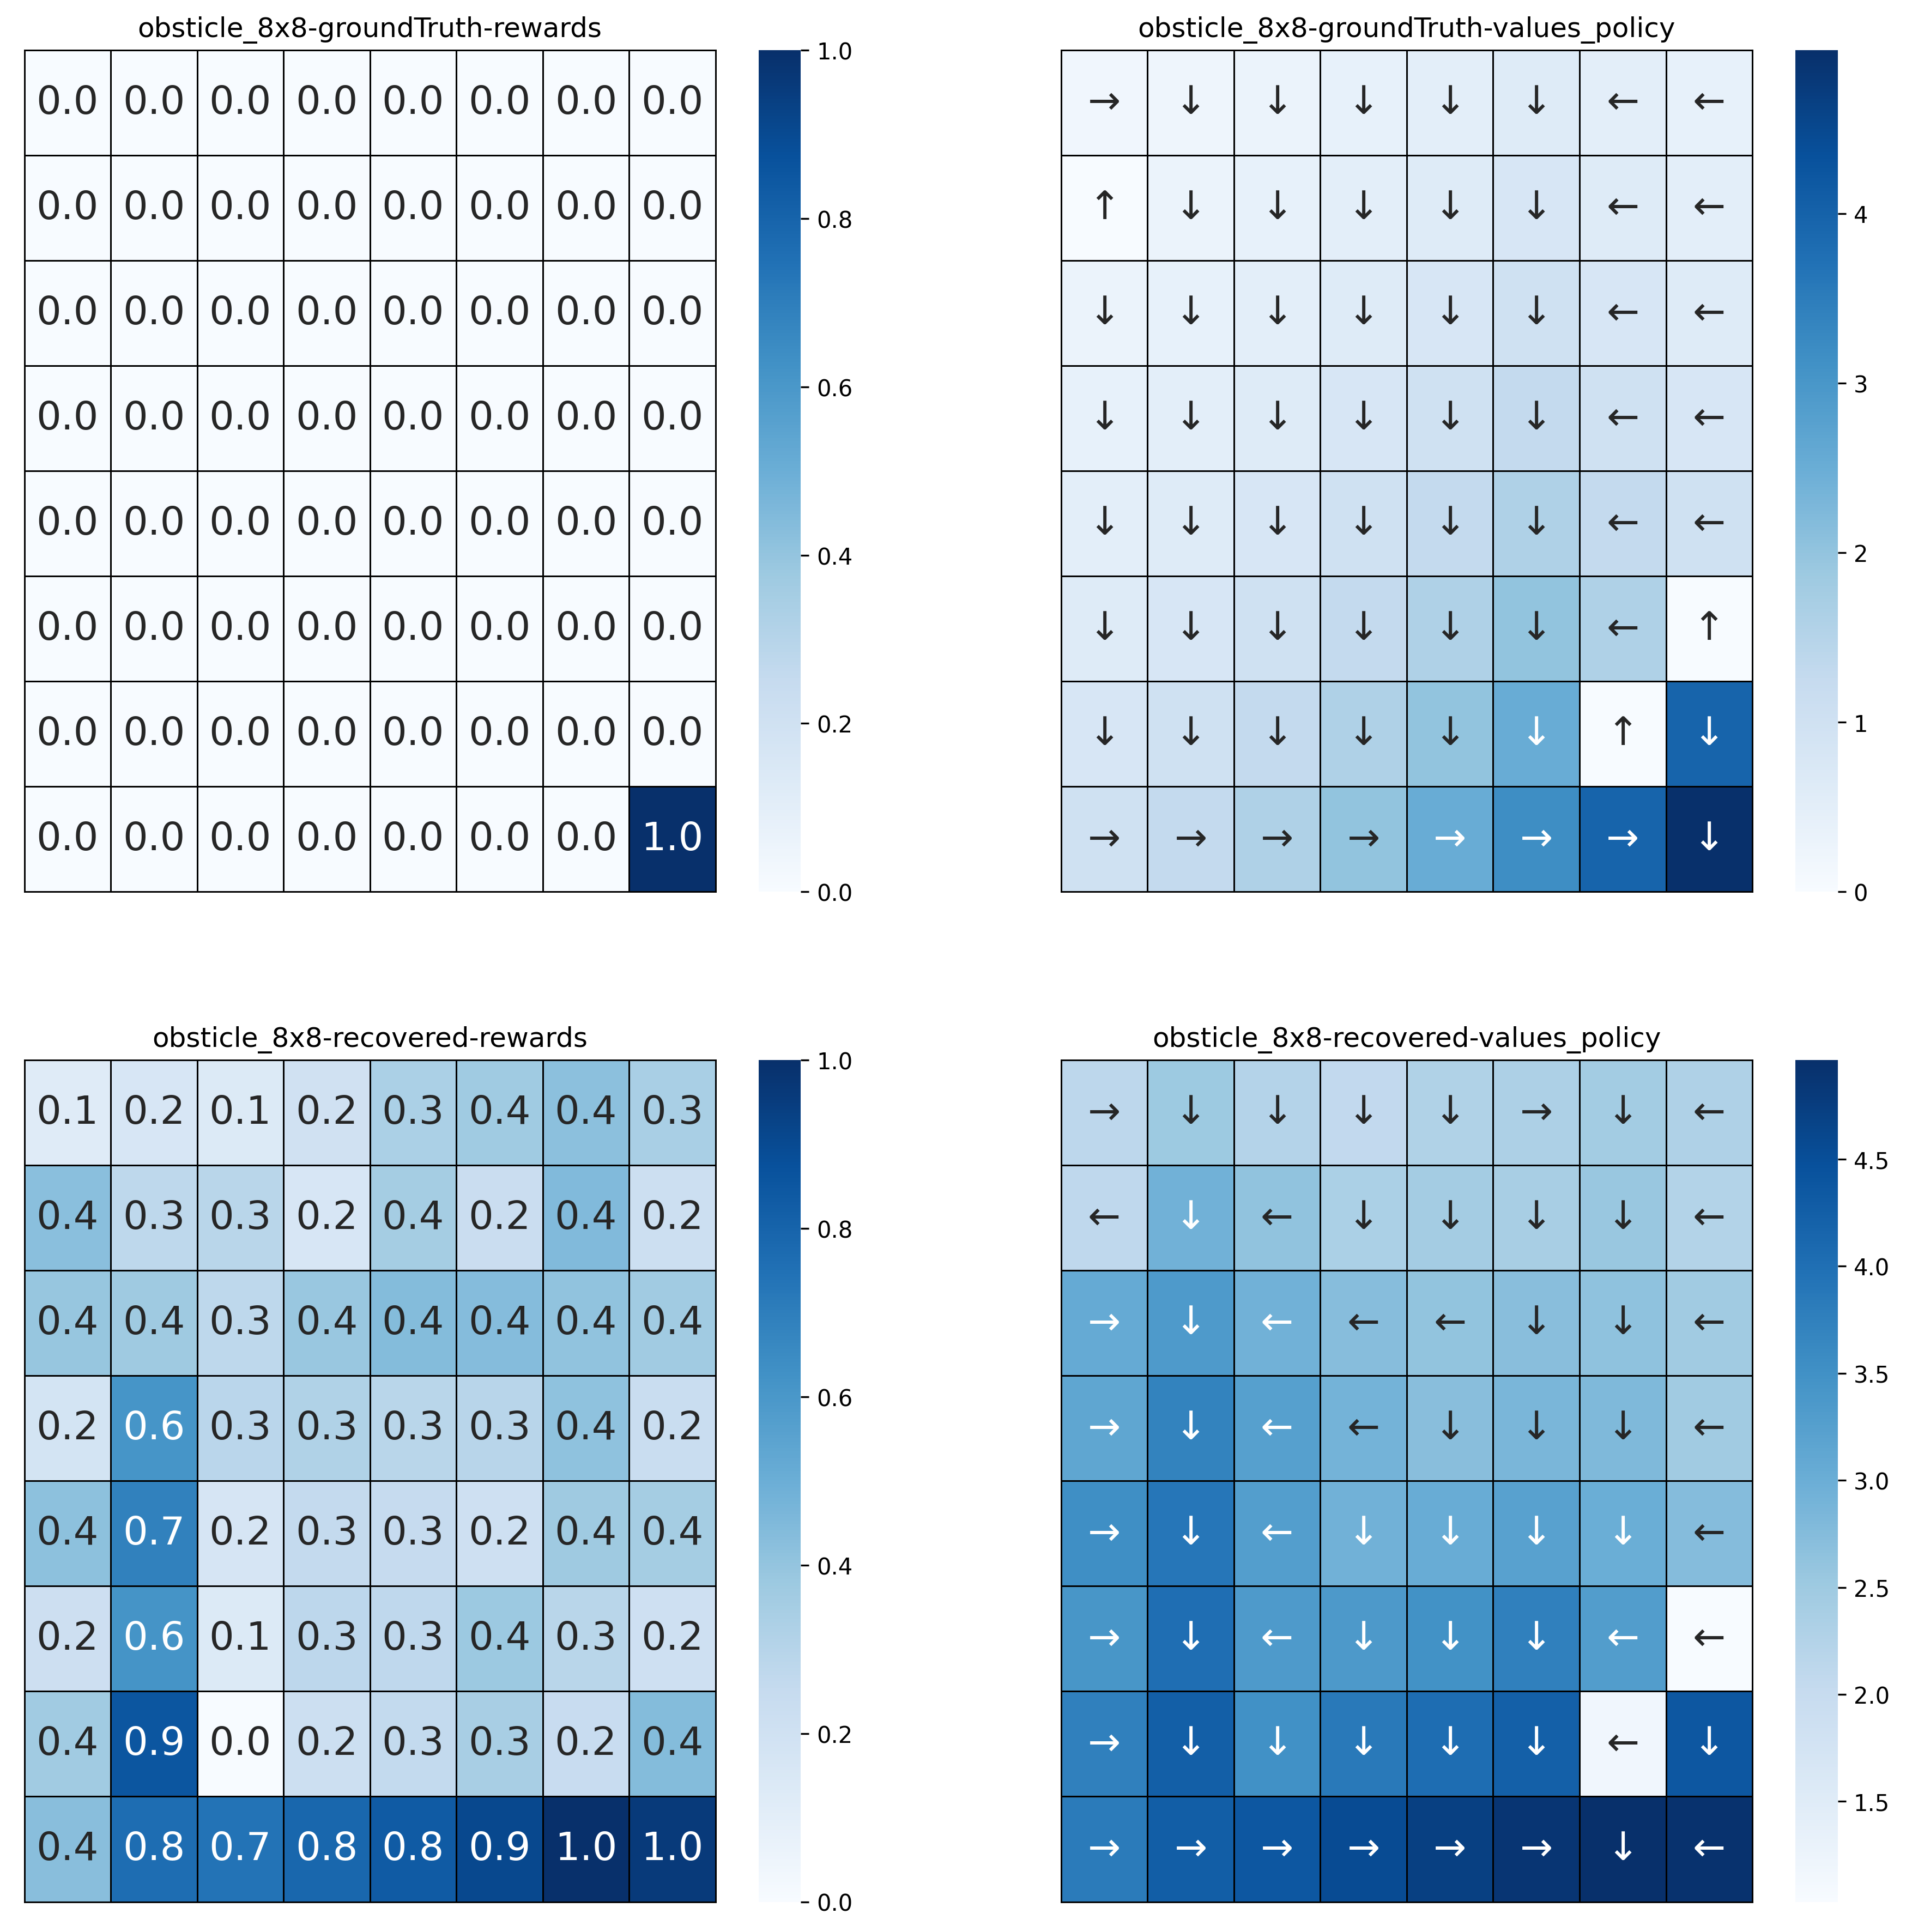 obsticle_8x8-groundTruth-rewards
0.0 0.0 0.0 0.0 0.0 0.0 0.0 0.0
0.0 0.0 0.0 0.0 0.0 0.0 0.0 0.0
0.0 0.0 0.0 0.0 0.0 0.0 0.0 0.0
0.0 0.0 0.0 0.0 0.0 0.0 0.0 0.0
0.0 0.0 0.0 0.0 0.0 0.0 0.0 0.0
0.0 0.0 0.0 0.0 0.0 0.0 0.0 0.0
0.0 0.0 0.0 0.0 0.0 0.0 0.0 0.0
0.0 0.0 0.0 0.0 0.0 0.0 0.0 1.0
1.0
0.8
0.6
0.4
0.2
0.0
obsticle_8x8-groundTruth-values_policy
→ ↓ ↓ ↓ ↓ ↓ ← ←
↑ ↓ ↓ ↓ ↓ ↓ ← ←
↓ ↓ ↓ ↓ ↓ ↓ ← ←
↓ ↓ ↓ ↓ ↓ ↓ ← ←
↓ ↓ ↓ ↓ ↓ ↓ ← ←
↓ ↓ ↓ ↓ ↓ ↓ ← ↑
↓ ↓ ↓ ↓ ↓ ↓ ↑ ↓
→ → → → → → → ↓
4
3
2
1
0
obsticle_8x8-recovered-rewards
0.1 0.2 0.1 0.2 0.3 0.4 0.4 0.3
0.4 0.3 0.3 0.2 0.4 0.2 0.4 0.2
0.4 0.4 0.3 0.4 0.4 0.4 0.4 0.4
0.2 0.6 0.3 0.3 0.3 0.3 0.4 0.2
0.4 0.7 0.2 0.3 0.3 0.2 0.4 0.4
0.2 0.6 0.1 0.3 0.3 0.4 0.3 0.2
0.4 0.9 0.0 0.2 0.3 0.3 0.2 0.4
0.4 0.8 0.7 0.8 0.8 0.9 1.0 1.0
1.0
0.8
0.6
0.4
0.2
0.0
obsticle_8x8-recovered-values_policy
→ ↓ ↓ ↓ ↓ → ↓ ←
← ↓ ← ↓ ↓ ↓ ↓ ←
→ ↓ ← ← ← ↓ ↓ ←
→ ↓ ← ← ↓ ↓ ↓ ←
→ ↓ ← ↓ ↓ ↓ ↓ ←
→ ↓ ← ↓ ↓ ↓ ← ←
→ ↓ ↓ ↓ ↓ ↓ ← ↓
→ → → → → → ↓ ←
4.5
4.0
3.5
3.0
2.5
2.0
1.5